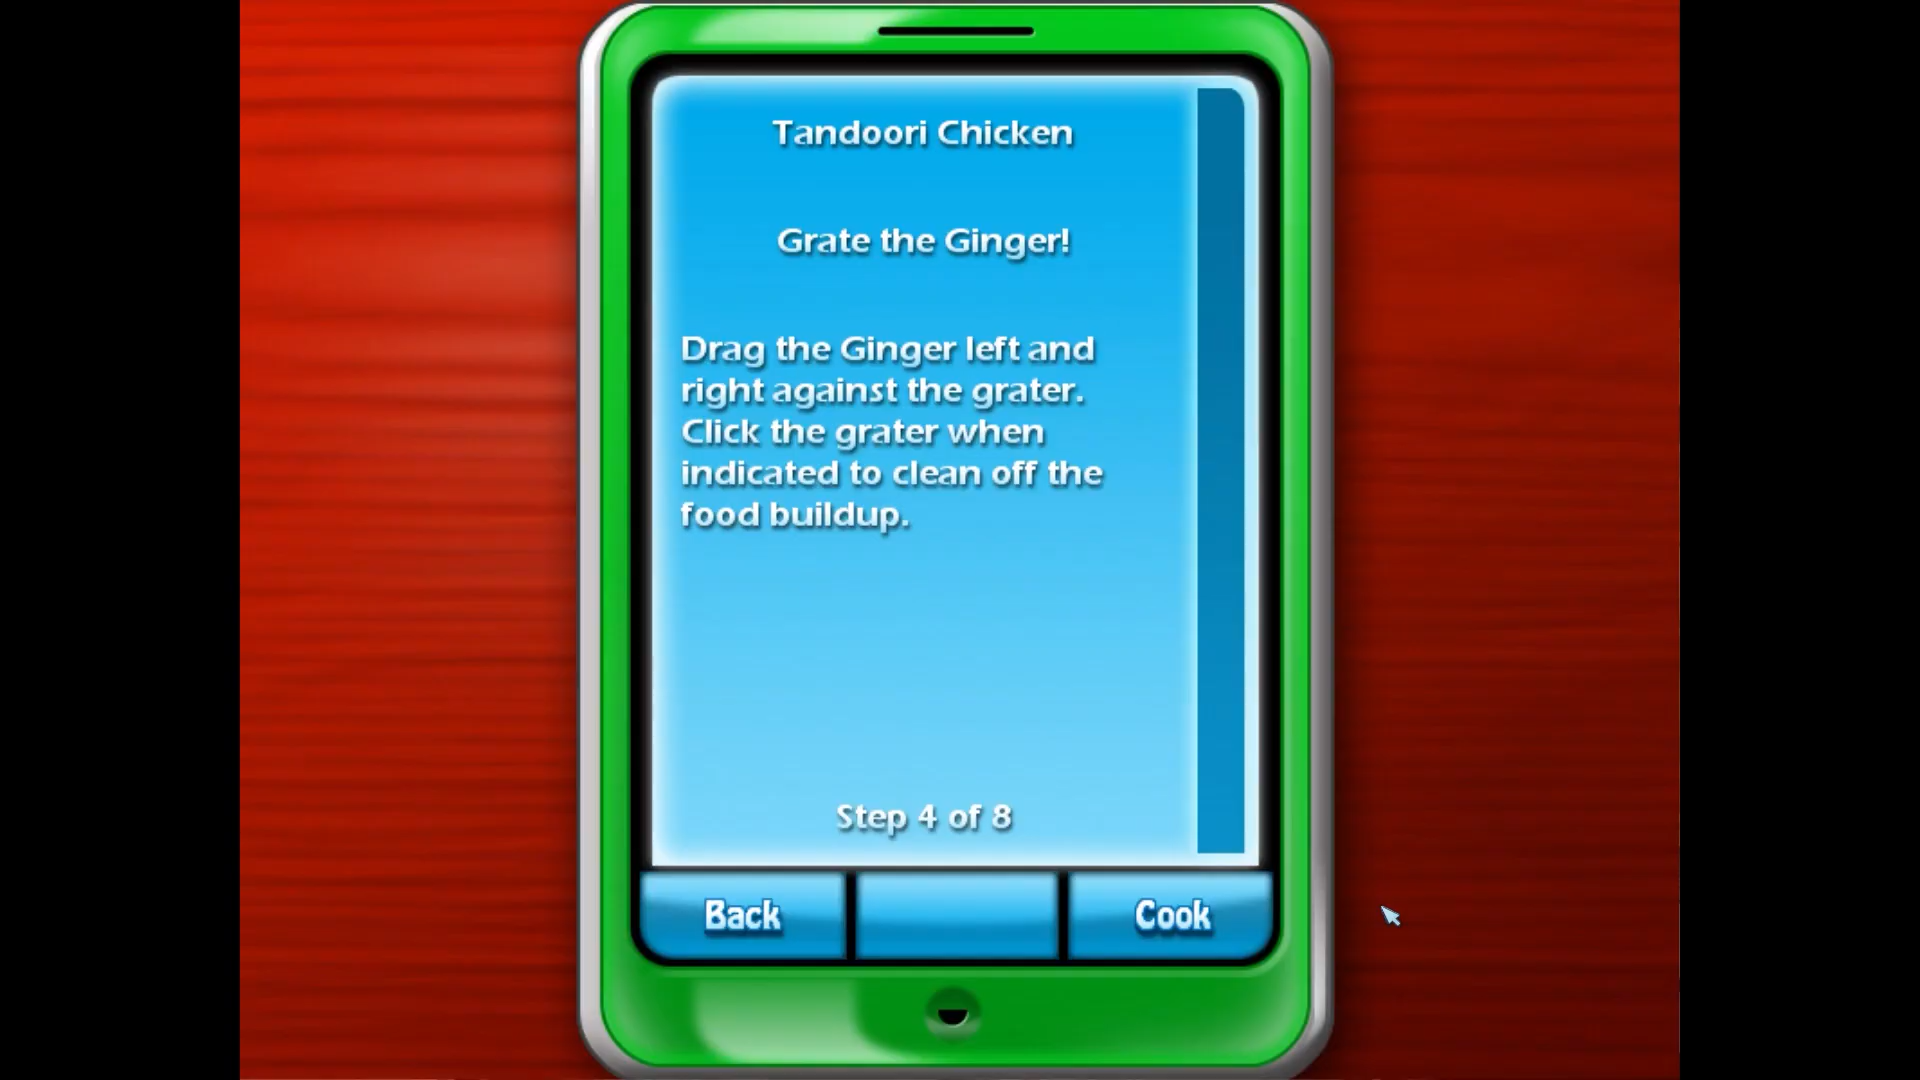 Tandoori Chicken
Grate the Ginger!
Drag the Ginger left and
right against the grater.
Click the grater when
indicated to clean off the
food buildup.
Step 4 of 8
Back
Cook